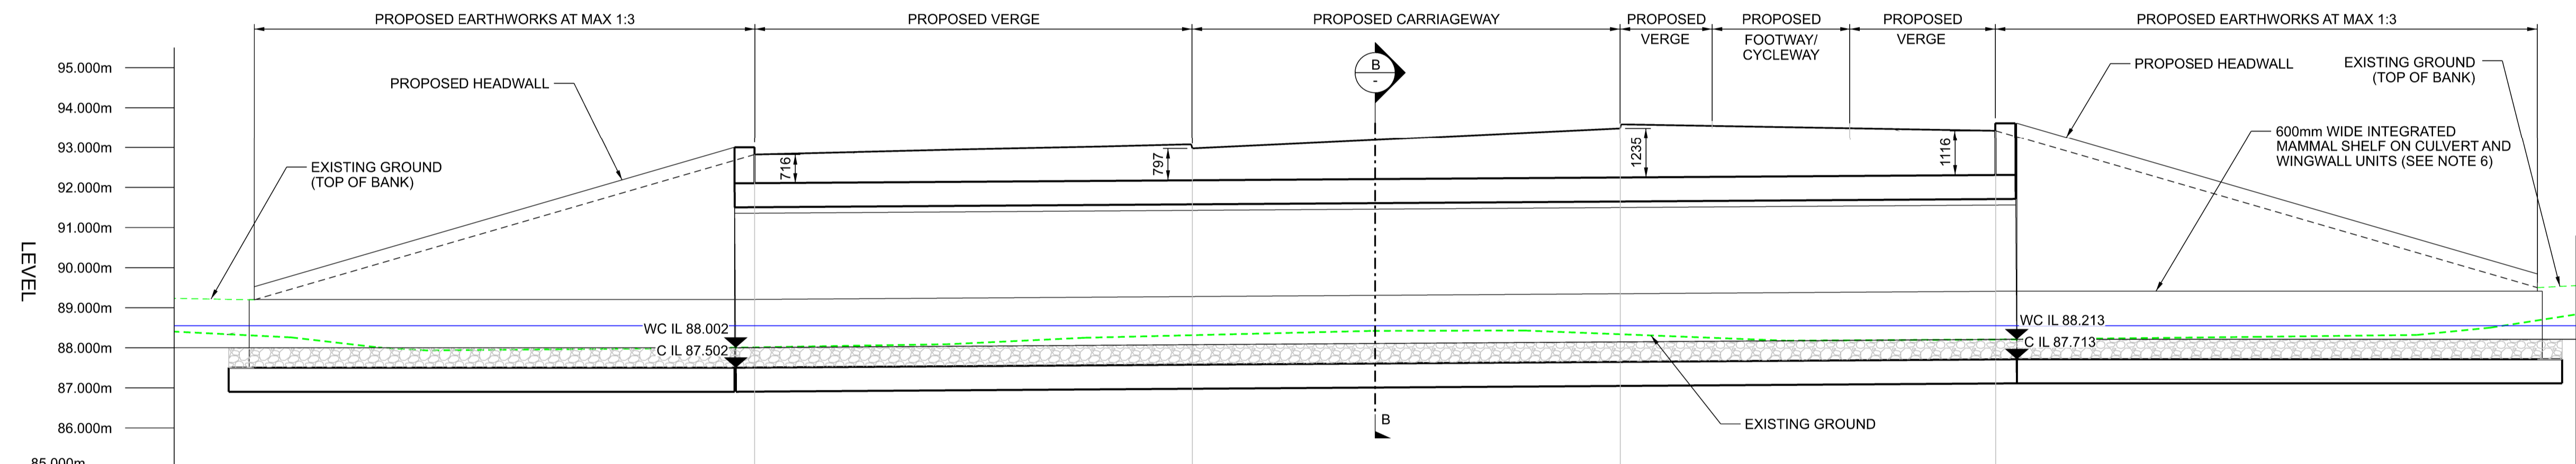 PROPOSED EARTHWORKS AT MAX 1:3
PROPOSED VERGE
PROPOSED CARRIAGEWAY
PROPOSED
VERGE
PROPOSED
FOOTWAY/
CYCLEWAY
PROPOSED
VERGE
PROPOSED EARTHWORKS AT MAX 1:3
LEVEL
95.000m
94.000m
93.000m
92.000m
91.000m
90.000m
89.000m
88.000m
87.000m
86.000m
85.000m
PROPOSED HEADWALL
EXISTING GROUND
(TOP OF BANK)
B
-
PROPOSED HEADWALL
EXISTING GROUND
(TOP OF BANK)
600mm WIDE INTEGRATED
MAMMAL SHELF ON CULVERT AND
WINGWALL UNITS (SEE NOTE 6)
716
797
1235
1116
WC IL 88.002
C IL 87.502
WC IL 88.213
C IL 87.713
B
EXISTING GROUND